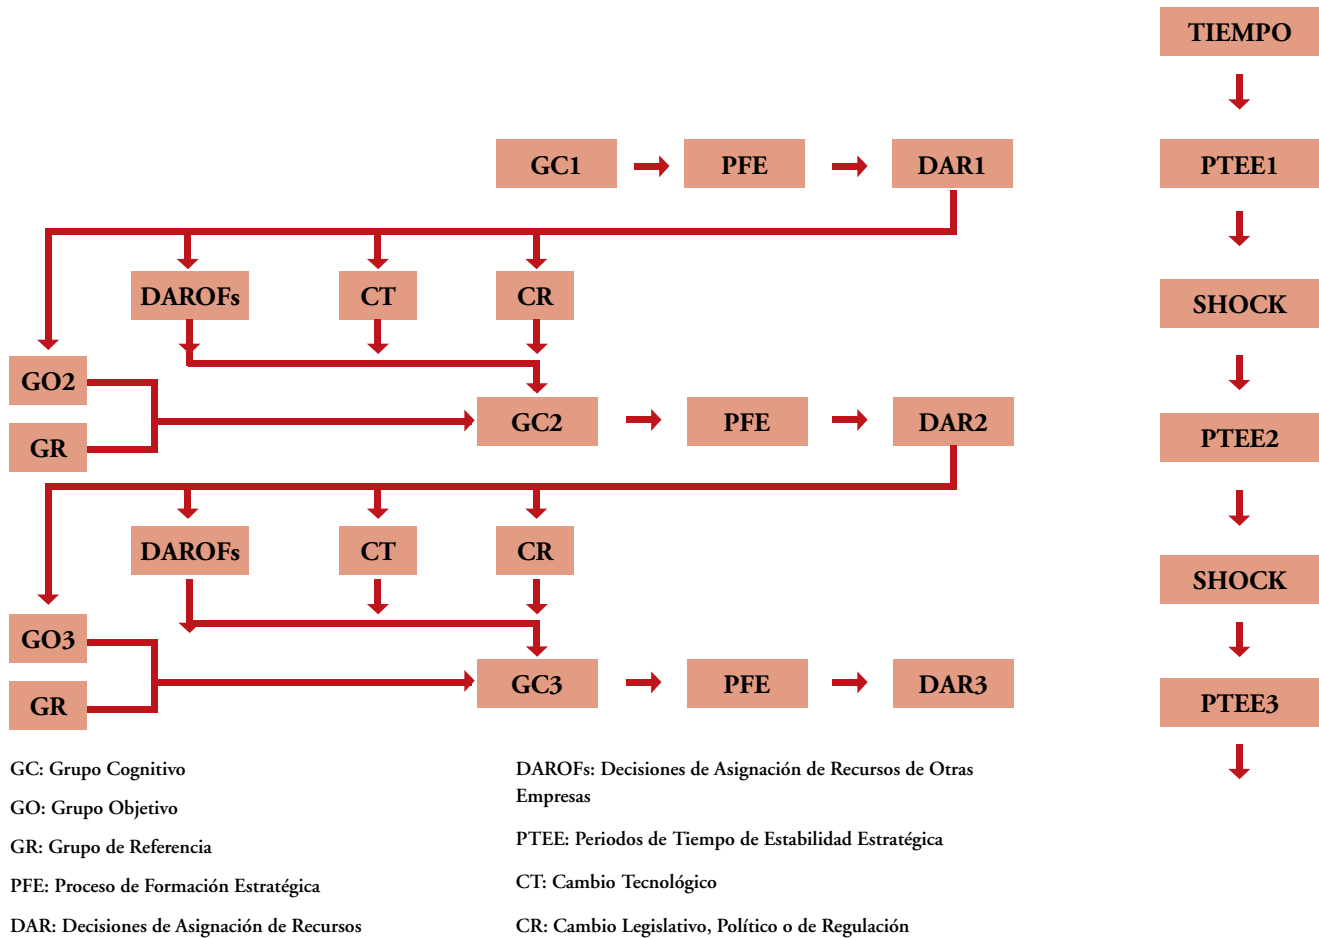 TIEMPO
GC1 PFE DAR1 PTEE1
DAROFs CT CR SHOCK
GO2
GC2 PFE DAR2 PTEE2
GR
DAROFs CT CR SHOCK
GO3
GC3 PFE DAR3 PTEE3
GR
GC: Grupo Cognitivo
GO: Grupo Objetivo
GR: Grupo de Referencia
PFE: Proceso de Formación Estratégica
DAR: Decisiones de Asignación de Recursos
DAROFs: Decisiones de Asignación de Recursos de Otras
Empresas
PTEE: Periodos de Tiempo de Estabilidad Estratégica
CT: Cambio Tecnológico
CR: Cambio Legislativo, Político o de Regulación